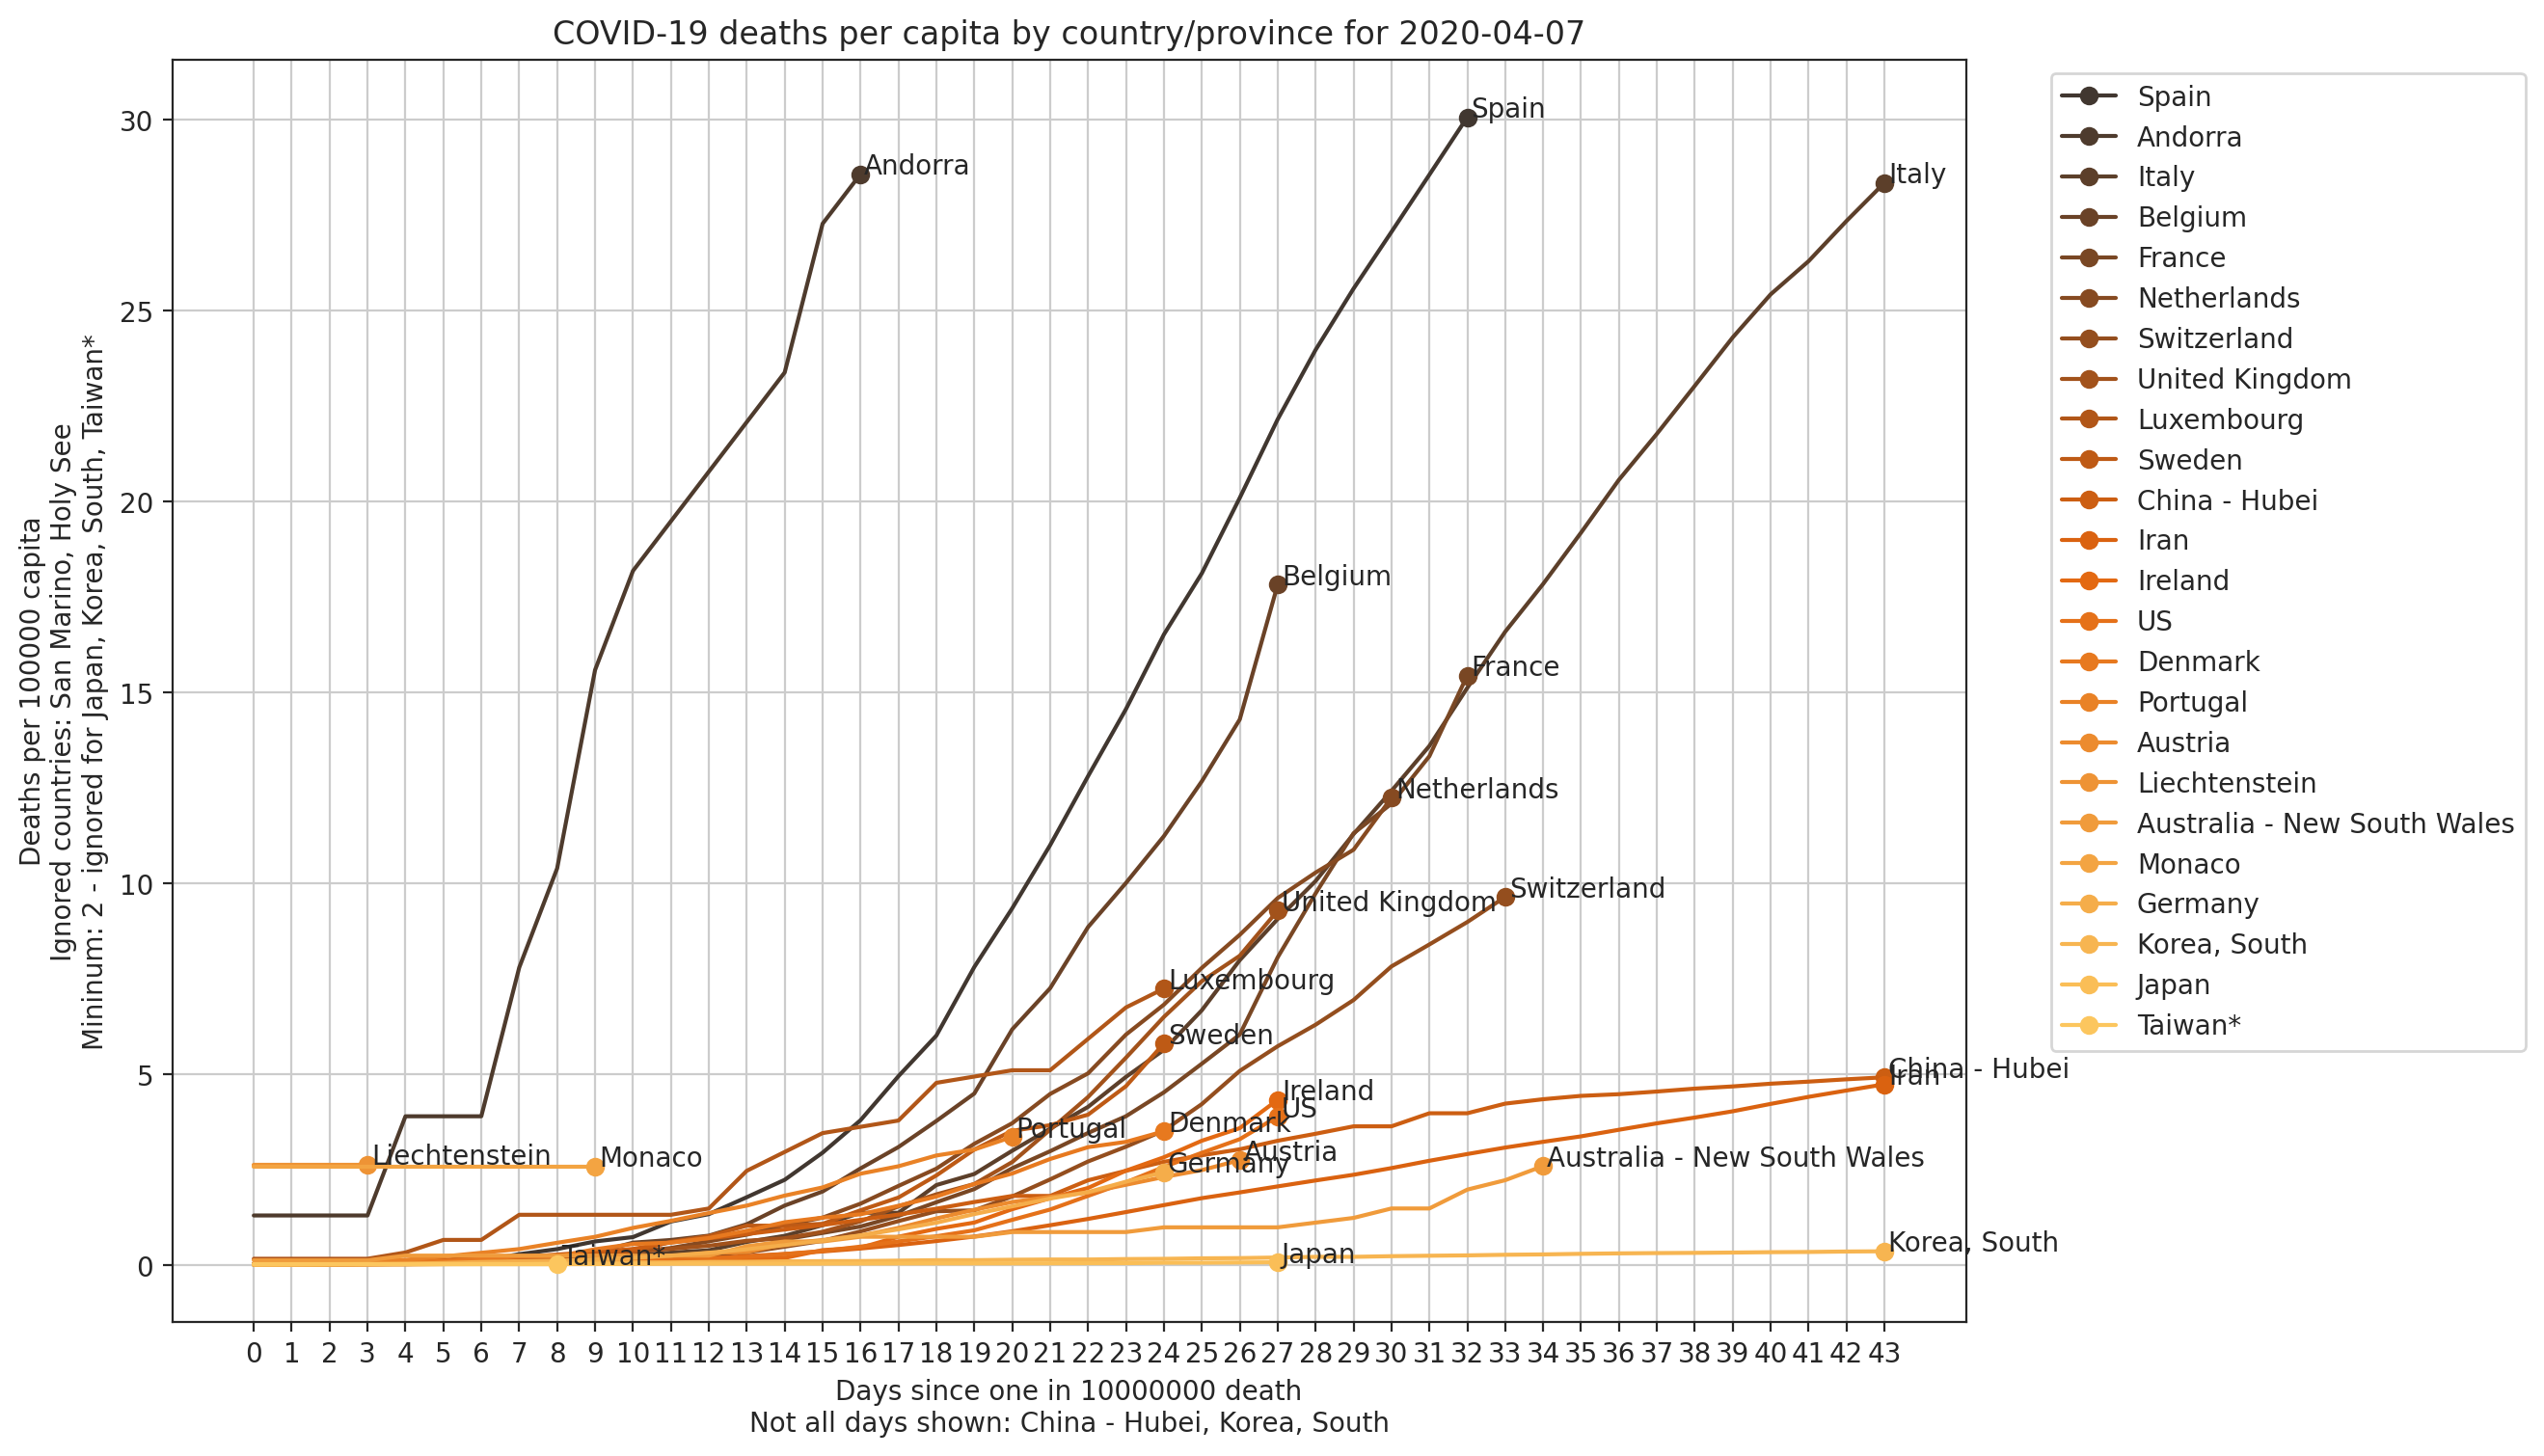 COVID-19 deaths per capita by country/province for 2020-04-07
Deaths per 100000 capita
Ignored countries: San Marino, Holy See
Mininum: 2 - ignored for Japan, Korea, South, Taiwan*
30
25
20
15
10
5
0
Spain
Andorra
Italy
Belgium
France
Netherlands
United Kingdom
Switzerland
Luxembourg
Sweden
China - Hubei
Iran
Ireland
US
Denmark
Portugal
Austria
Germany
Liechtenstein
Monaco
Australia - New South Wales
Korea, South
Japan
Taiwan*
0 1 2 3 4 5 6 7 8 9 10 11 12 13 14 15 16 17 18 19 20 21 22 23 24 25 26 27 28 29 30 31 32 33 34 35 36 37 38 39 40 41 42 43
Days since one in 10000000 death
Not all days shown: China - Hubei, Korea, South
Spain
Andorra
Italy
Belgium
France
Netherlands
Switzerland
United Kingdom
Luxembourg
Sweden
China - Hubei
Iran
Ireland
US
Denmark
Portugal
Austria
Liechtenstein
Australia - New South Wales
Monaco
Germany
Korea, South
Japan
Taiwan*